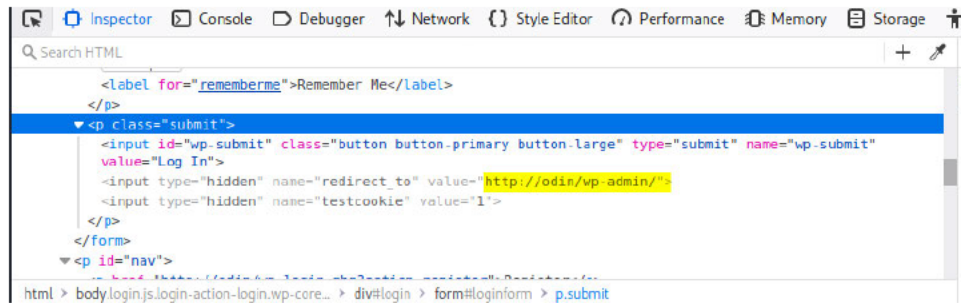 Inspector Console Debugger Network {} Style Editor Performance Memory Storage
Search HTML +
<label for="rememberme">Remember Me</label>
</p>
<p class="submit">
<input id="wp-submit" class="button button-primary button-large" type="submit" name="wp-submit"
value="Log In">
<input type="hidden" name="redirect_to" value="http://odin/wp-admin/">
<input type="hidden" name="testcookie" value="1">
</p>
</form>
<p id="nav">
html > body.login.js.login-action-login.wp-core... > div#login > form#loginform > p.submit